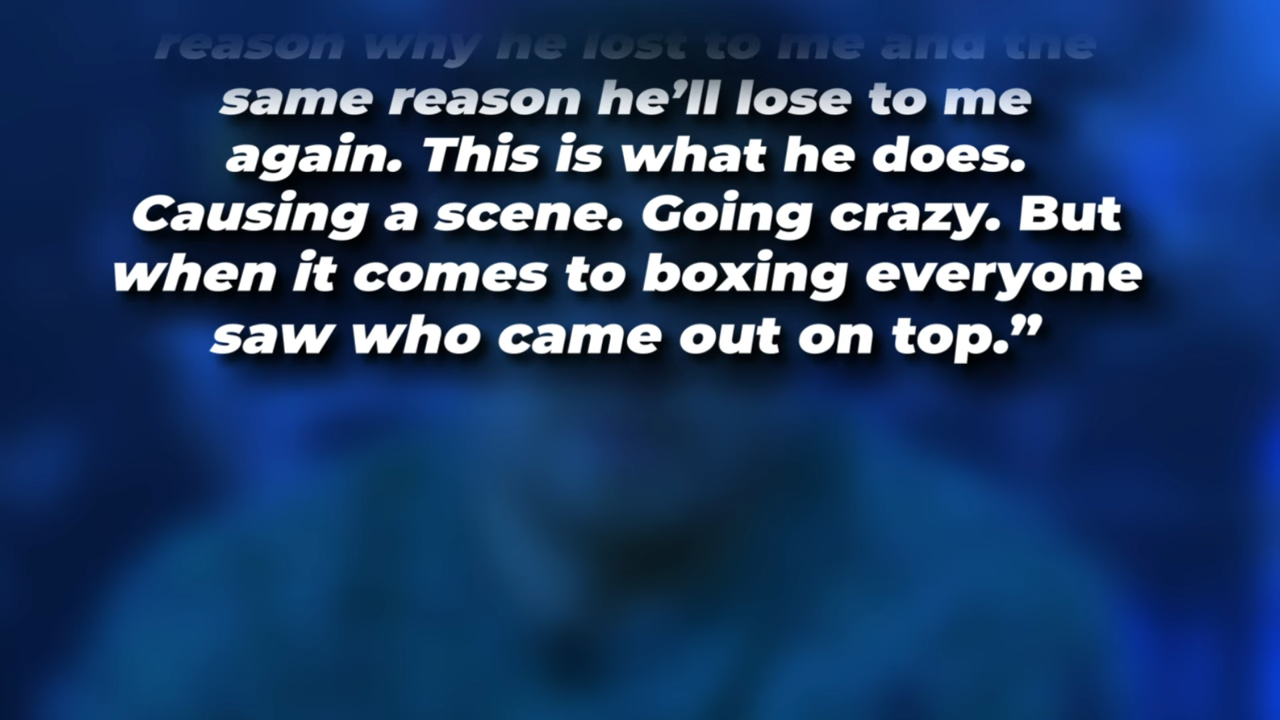 reason why he lost to me and the
same reason he’ll lose to me
again. This is what he does.
Causing a scene. Going crazy. But
when it comes to boxing everyone
saw who came out on top.”